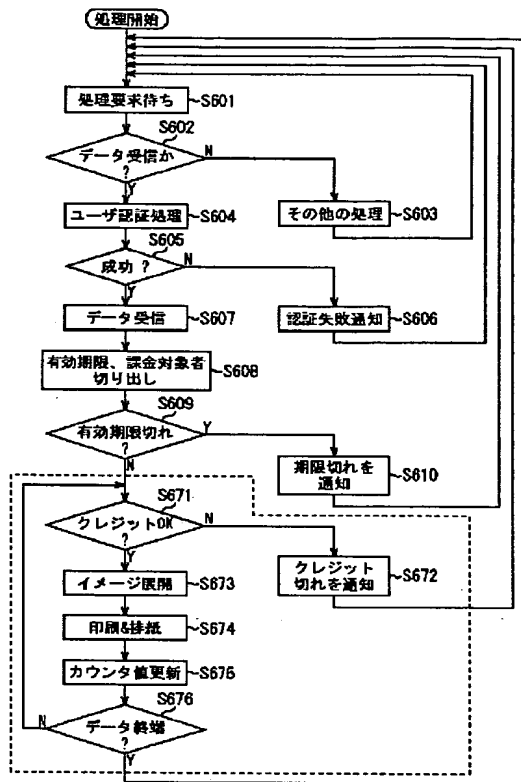 処理開始
処理要求待ち
S601
S602
データ受信か
?
N
Y
ユーザ認証処理
S604
その他の処理
S603
S605
成功 ?
N
Y
データ受信
S607
認証失敗通知
S606
有効期限、課金対象者
切り出し
S608
S609
有効期限切れ
?
Y
N
期限切れを
通知
S610
S671
クレジットOK
?
N
Y
イメージ展開
S673
クレジット
切れを通知
S672
印刷&排紙
S674
カウンタ値更新
S675
S676
データ終端
?
N
Y